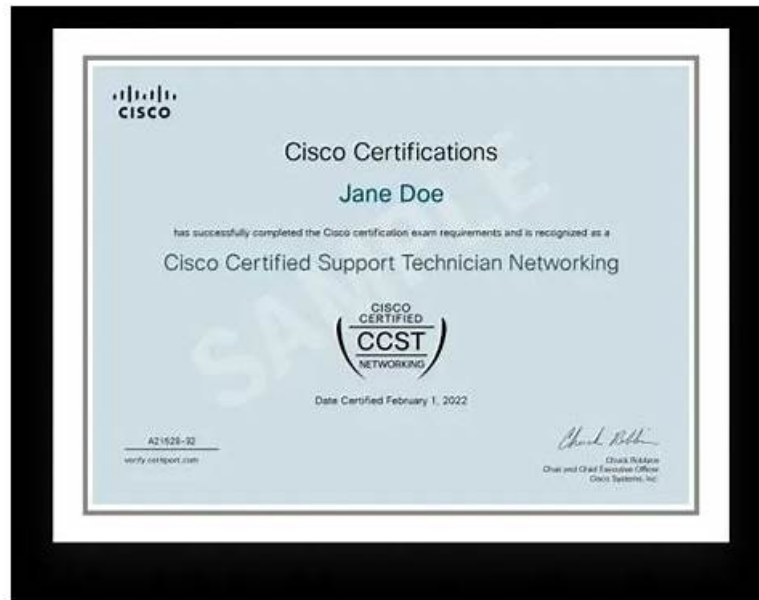 CISCO
Cisco Certifications
Jane Doe
has successfully completed the Cisco certification exam requirements and is recognized as a
Cisco Certified Support Technician Networking
SAMPLE
CISCO
CERTIFIED
CCST
NETWORKING
Date Certified February 1, 2022
A21628-92
verify.certiport.com
Chuck Robbins
Chair and Chief Executive Officer
Cisco Systems, Inc.